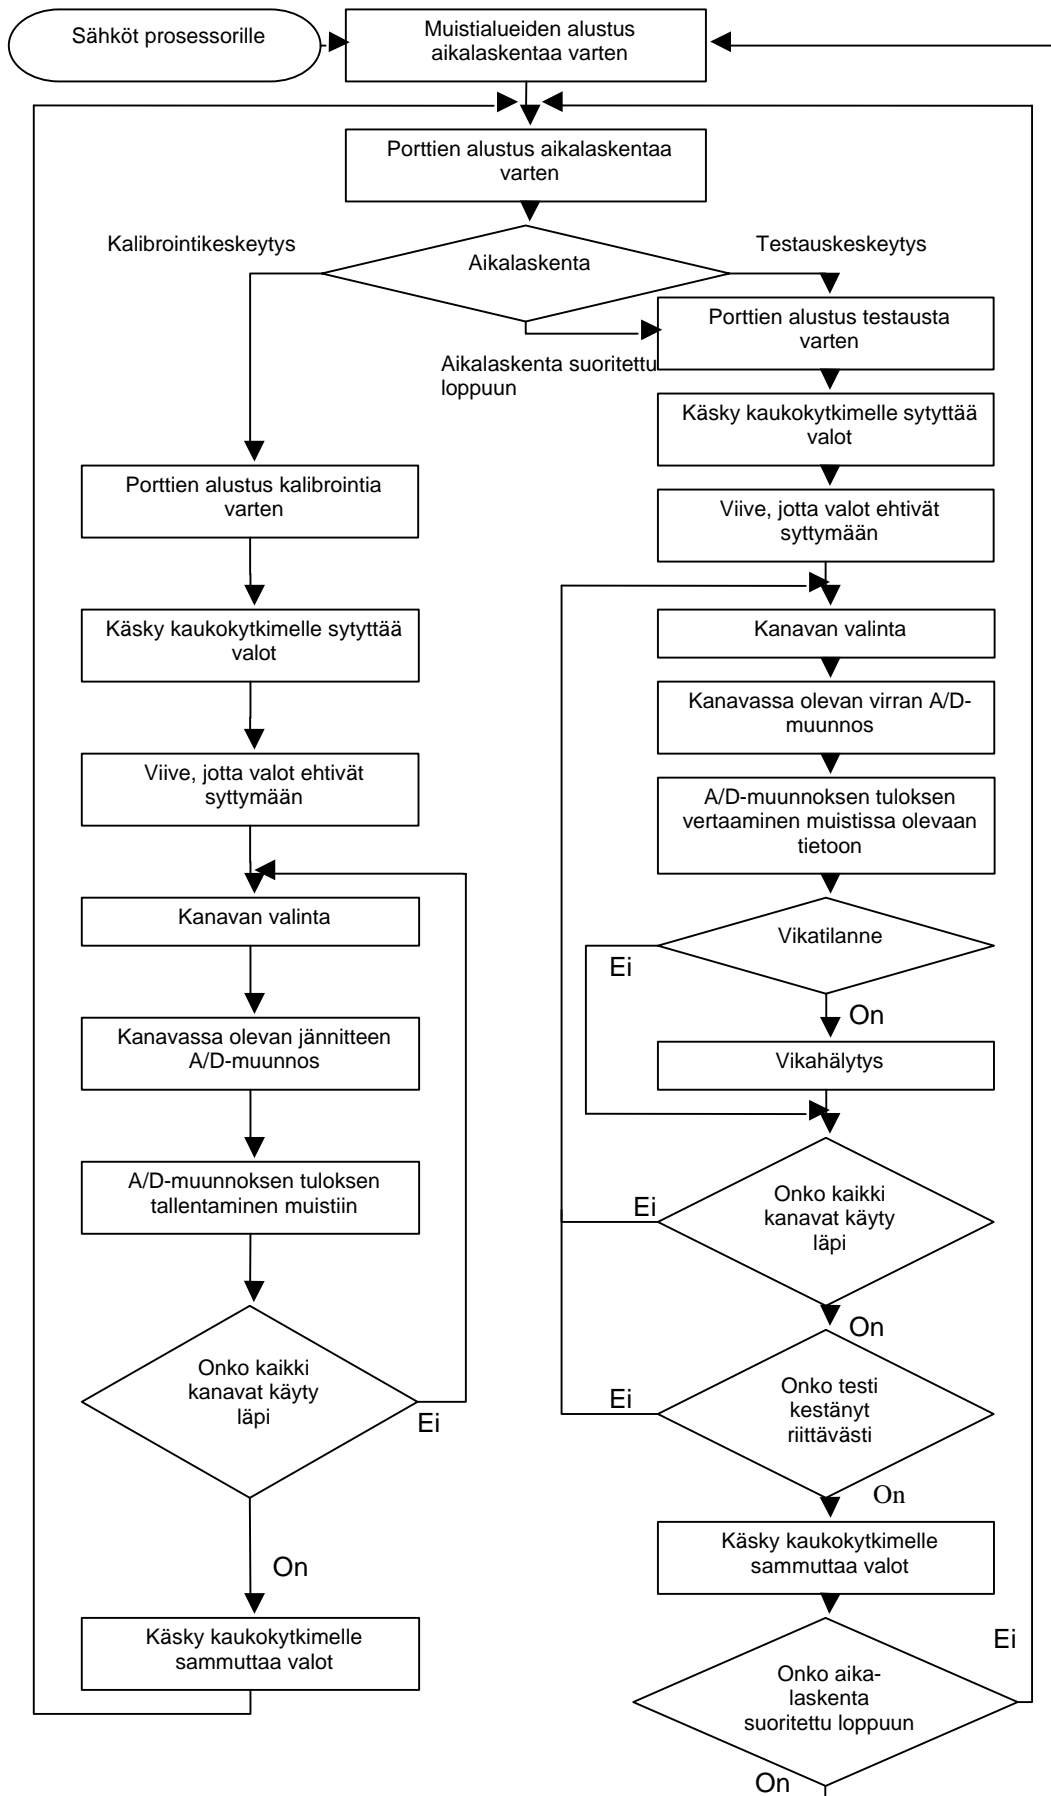 Sähköt prosessorille
Muistialueiden alustus
aikalaskentaa varten
Porttien alustus aikalaskentaa
varten
Kalibrointikeskeytys
Aikalaskenta
Testauskeskeytys
Aikalaskenta suoritettu
loppuun
Porttien alustus testausta
varten
Käsky kaukokytkimelle sytyttää
valot
Viive, jotta valot ehtivät
syttymään
Kanavan valinta
Kanavassa olevan virran A/D-
muunnos
A/D-muunnoksen tuloksen
vertaaminen muistissa olevaan
tietoon
Vikatilanne
Ei
On
Vikahälytys
Onko kaikki
kanavat käyty
läpi
Ei
On
Onko testi
kestänyt
riittävästi
Ei
On
Käsky kaukokytkimelle
sammuttaa valot
Onko aika-
laskenta
suoritettu loppuun
Ei
On
Porttien alustus kalibrointia
varten
Käsky kaukokytkimelle sytyttää
valot
Viive, jotta valot ehtivät
syttymään
Kanavan valinta
Kanavassa olevan jännitteen
A/D-muunnos
A/D-muunnoksen tuloksen
tallentaminen muistiin
Onko kaikki
kanavat käyty
läpi
Ei
On
Käsky kaukokytkimelle
sammuttaa valot